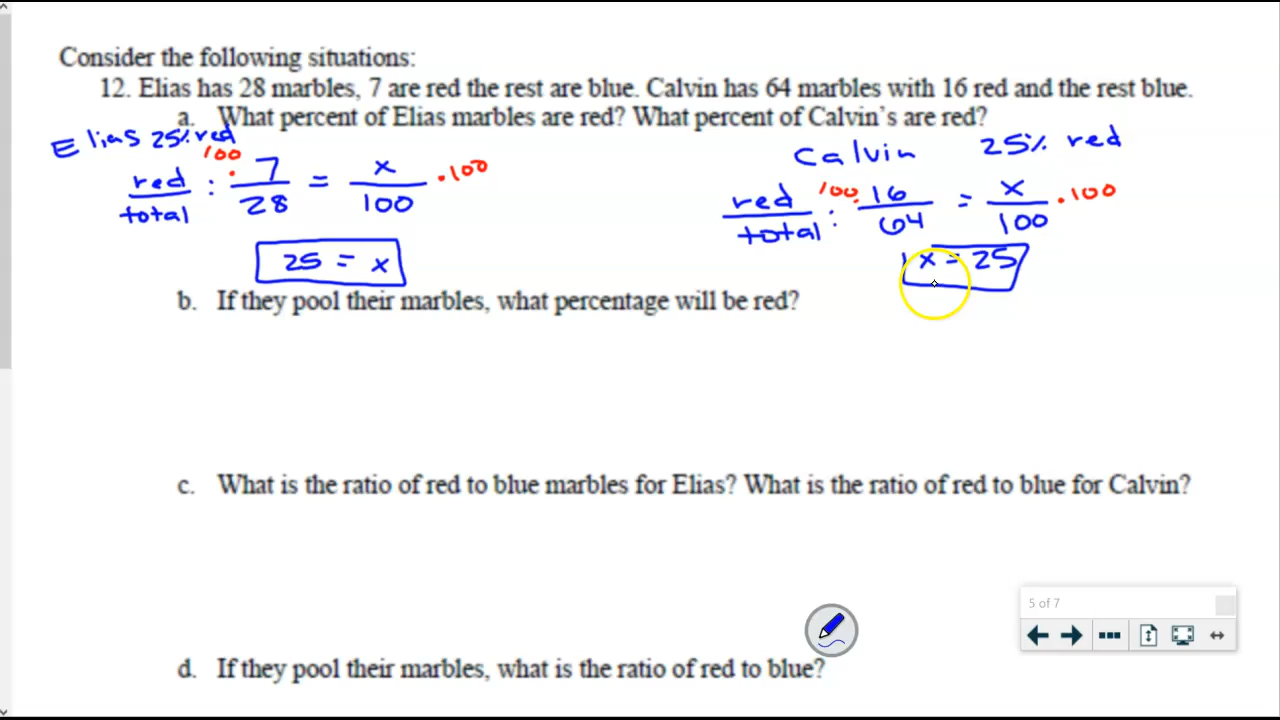 Consider the following situations:
12. Elias has 28 marbles, 7 are red the rest are blue. Calvin has 64 marbles with 16 red and the rest blue.
a. What percent of Elias marbles are red? What percent of Calvin's are red?
Elias 25% red
Calvin 25% red
red/total : 100 · 7/28 = x/100 · 100
red/total : 100 · 16/64 = x/100 · 100
25 = x
x = 25
b. If they pool their marbles, what percentage will be red?
c. What is the ratio of red to blue marbles for Elias? What is the ratio of red to blue for Calvin?
5 of 7
d. If they pool their marbles, what is the ratio of red to blue?